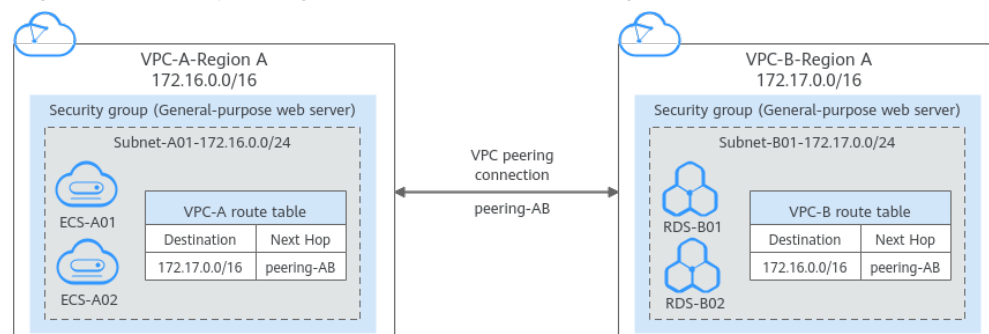 VPC-A-Region A
172.16.0.0/16
Security group (General-purpose web server)
Subnet-A01-172.16.0.0/24
ECS-A01
VPC-A route table
Destination Next Hop
172.17.0.0/16 peering-AB
ECS-A02
VPC peering
connection
peering-AB
VPC-B-Region A
172.17.0.0/16
Security group (General-purpose web server)
Subnet-B01-172.17.0.0/24
RDS-B01
VPC-B route table
Destination Next Hop
172.16.0.0/16 peering-AB
RDS-B02